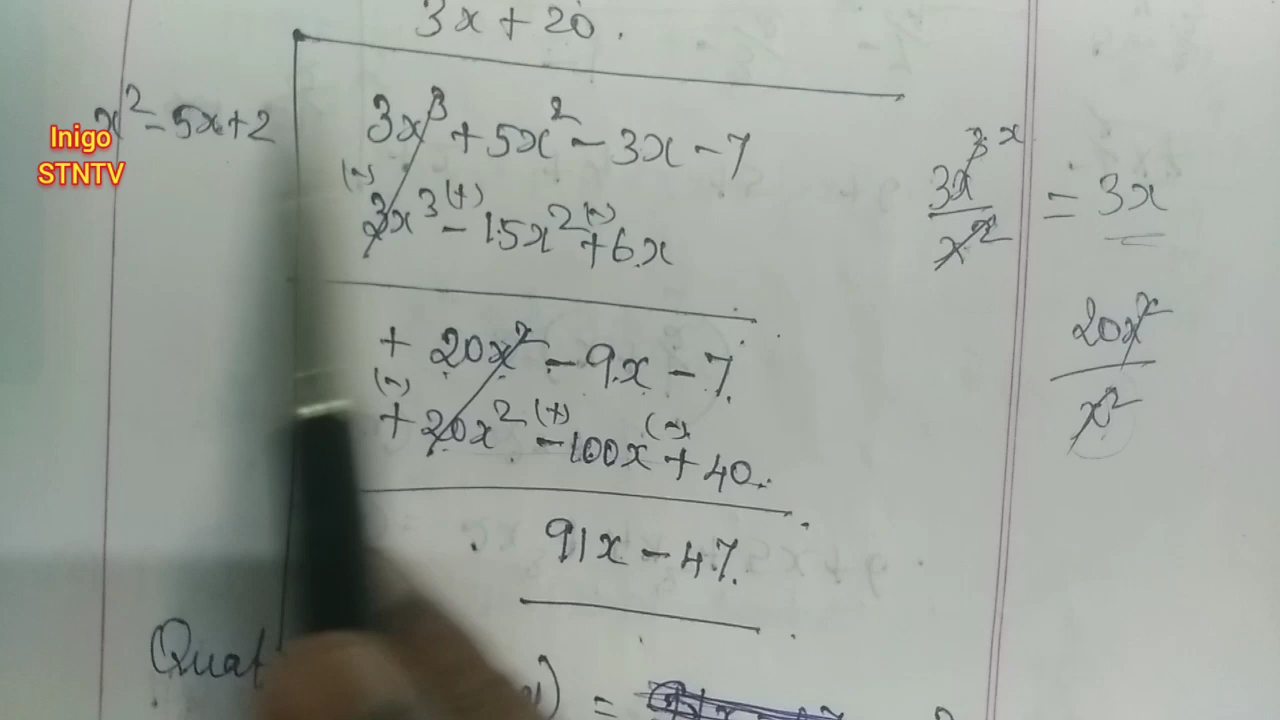 3x + 20.
x² - 5x + 2
3x³ + 5x² - 3x - 7
(-) (+) (-)
3x³ - 15x² + 6x
+ 20x² - 9x - 7
(-) (+) (-)
+ 20x² - 100x + 40
91x - 47
3x³ x
x² = 3x
20x²
x²
Inigo
STNTV